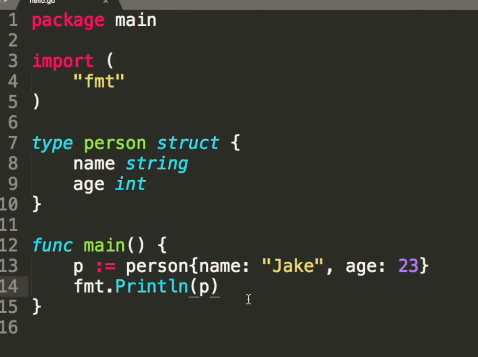 hello.go
1 package main
2
3 import (
4     "fmt"
5 )
6
7 type person struct {
8     name string
9     age int
10 }
11
12 func main() {
13     p := person{name: "Jake", age: 23}
14     fmt.Println(p)
15 }
16